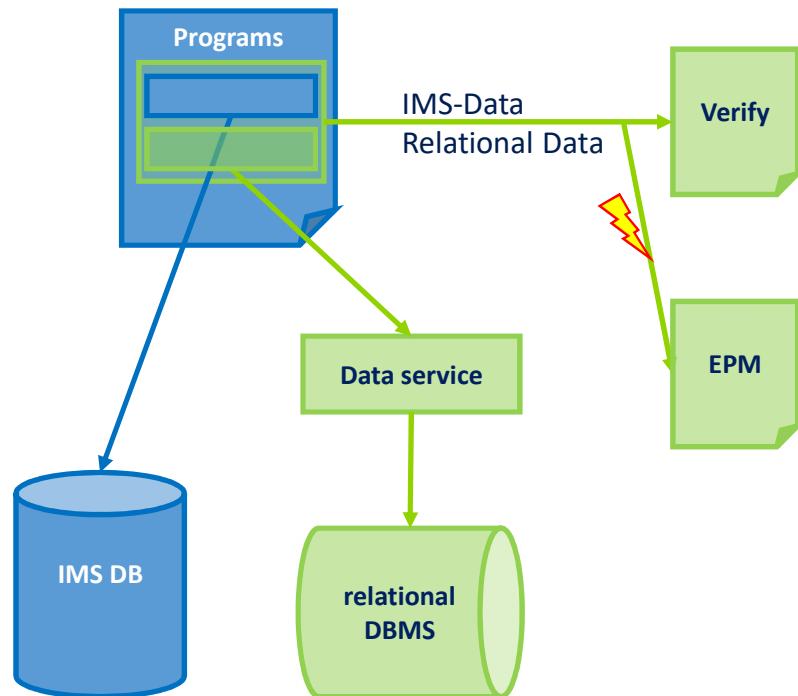 Programs
IMS-Data
Relational Data
Verify
Data service
EPM
IMS DB
relational
DBMS